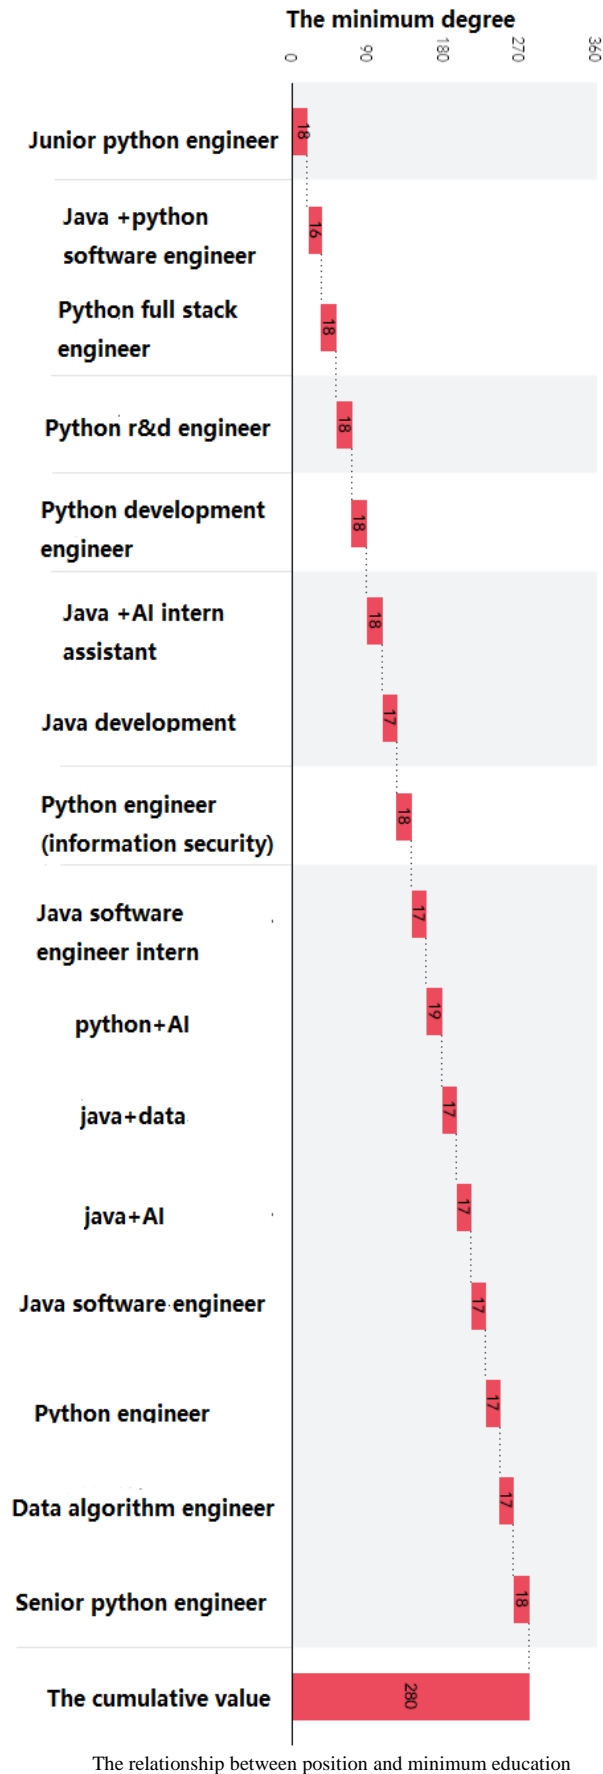 The minimum degree
0 90 180 270 360
Junior python engineer
18
Java +python
software engineer
16
Python full stack
engineer
18
Python r&d engineer
18
Python development
engineer
18
Java +AI intern
assistant
18
Java development
17
Python engineer
(information security)
18
Java software
engineer intern
17
python+AI
19
java+data
17
java+AI
17
Java software engineer
17
Python engineer
17
Data algorithm engineer
17
Senior python engineer
18
The cumulative value
280
The relationship between position and minimum education